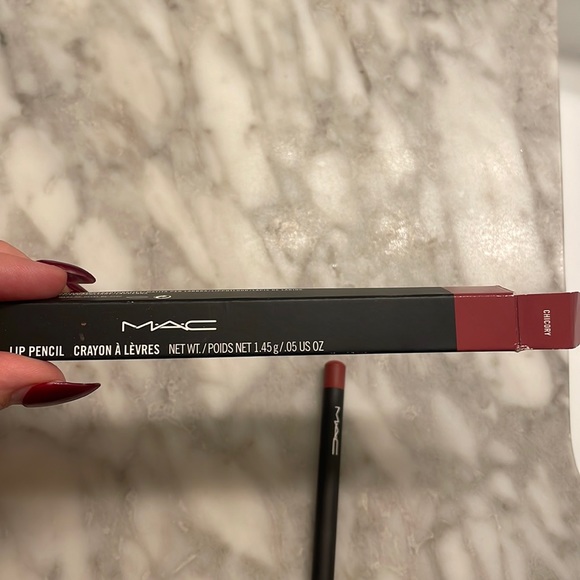 MAC
LIP PENCIL CRAYON À LÈVRES NET WT./POIDS NET 1.45 g/.05 US OZ
CHICORY
MAC